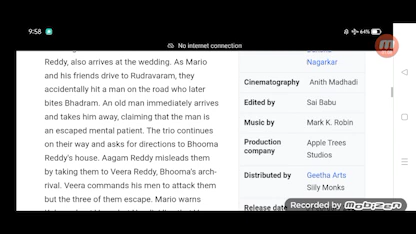 9:58
64%
No internet connection
Reddy, also arrives at the wedding. As Mario
and his friends drive to Rudravaram, they
accidentally hit a man on the road who later
bites Bhadram. An old man immediately arrives
and takes him away, claiming that the man is
an escaped mental patient. The trio continues
on their way and asks for directions to Bhooma
Reddy's house. Aagam Reddy misleads them
by taking them to Veera Reddy, Bhooma's arch-
rival. Veera commands his men to attack them
but the three of them escape. Mario warns
Nagarkar
Cinematography Anith Madhadi
Edited by Sai Babu
Music by Mark K. Robin
Production Apple Trees
company Studios
Distributed by Geetha Arts
Silly Monks
Release date
Recorded by Mobizen